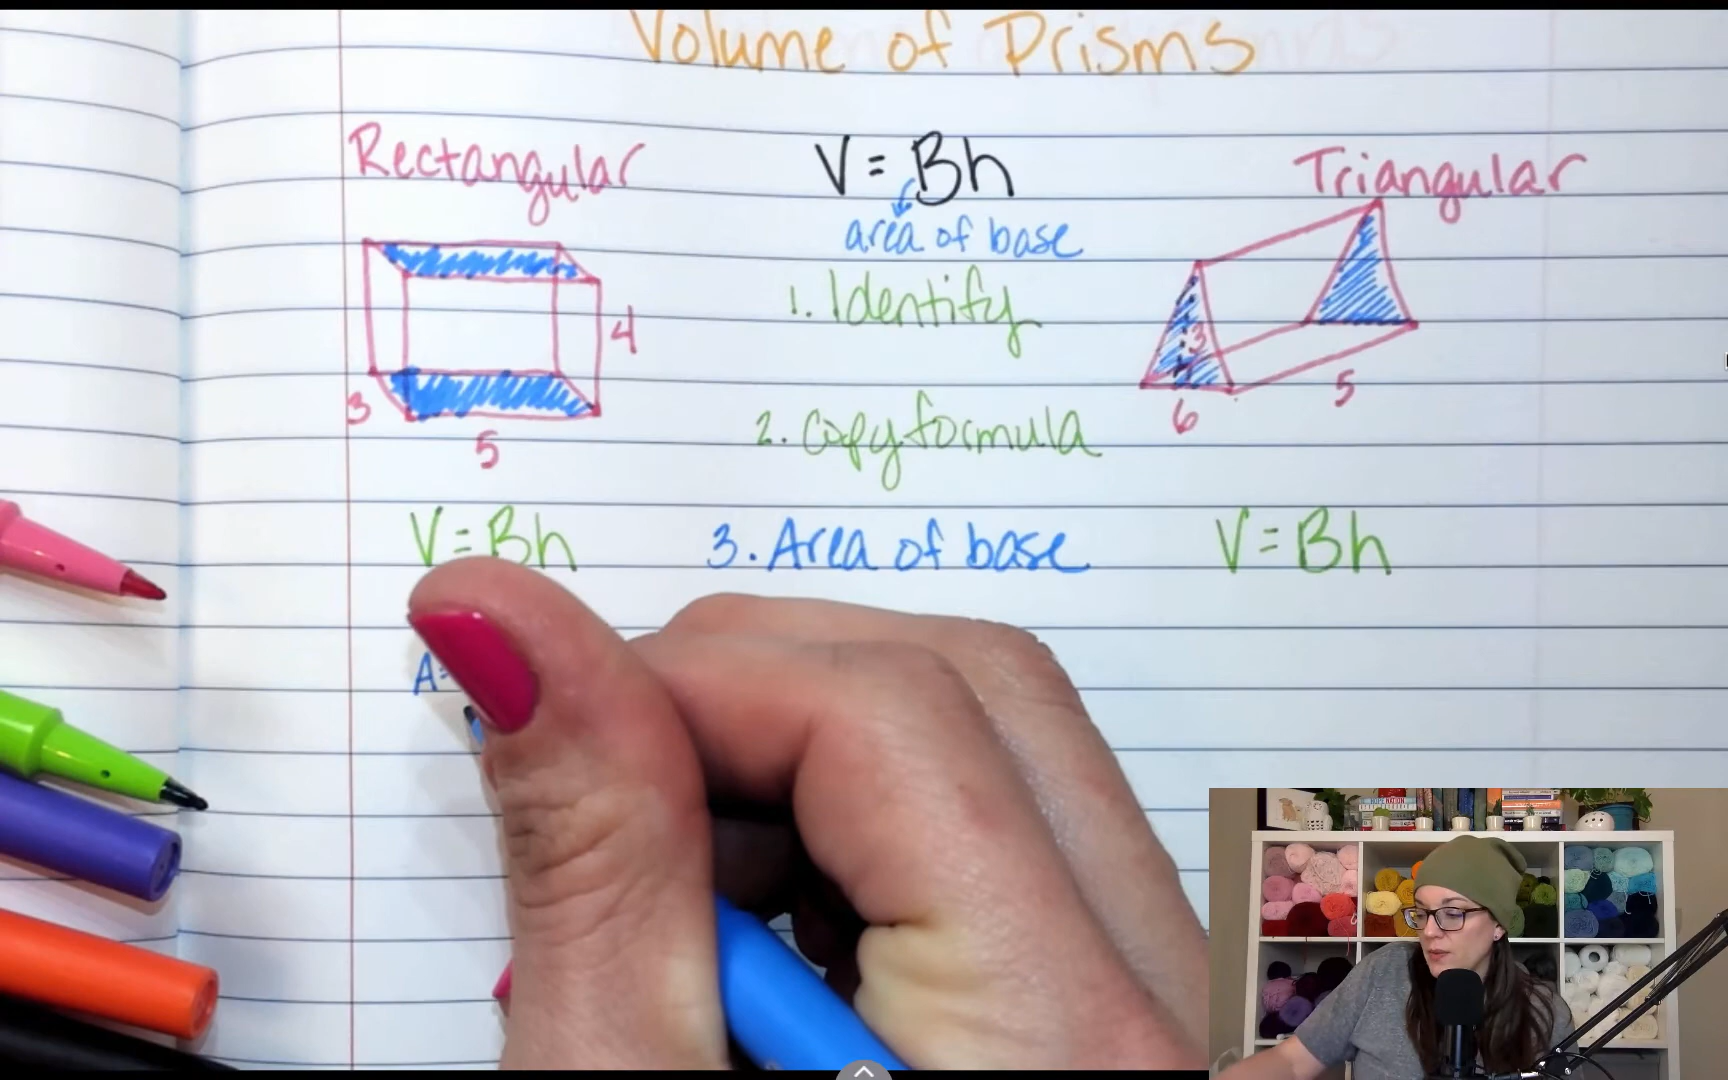 Volume of Prisms
Rectangular
V = Bh
Triangular
area of base
1. Identify
4
3
5
3
6
5
2. copy formula
V = Bh
3. Area of base
V = Bh
A=